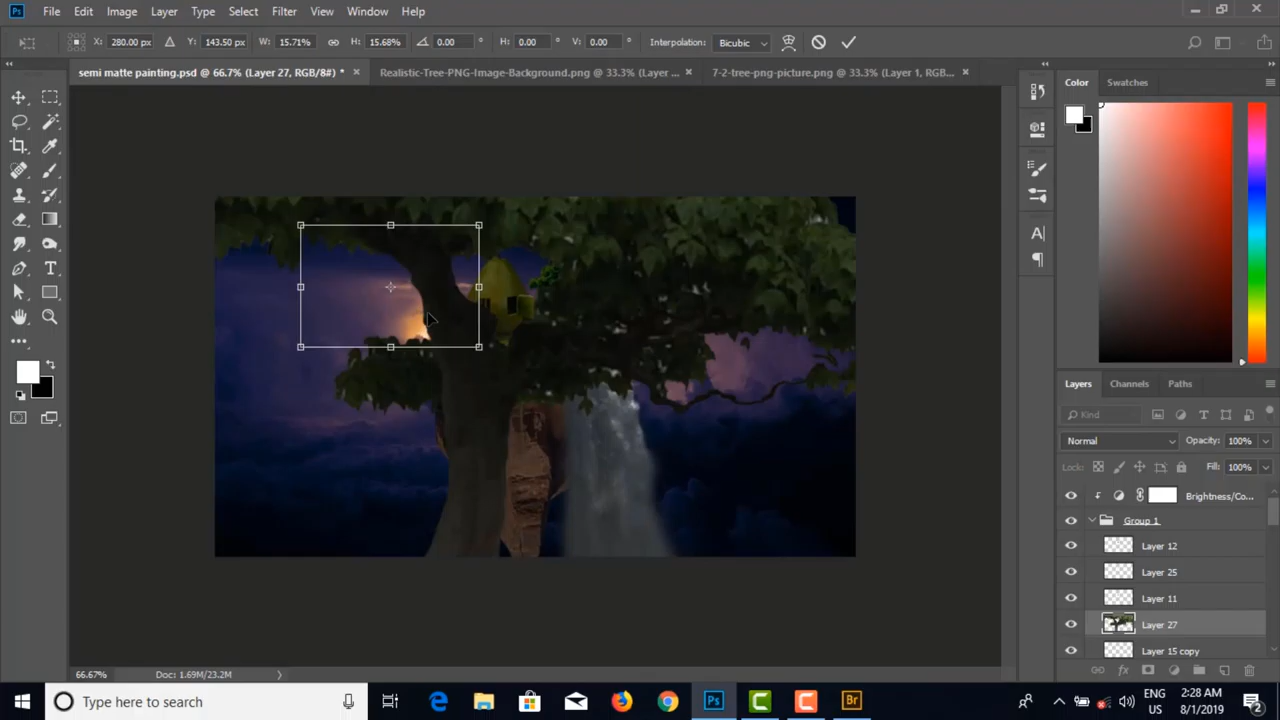 Ps File Edit Image Layer Type Select Filter View Window Help
X: 280.00 px Y: 143.50 px W: 15.71% H: 15.68% 0.00 ° H: 0.00 ° V: 0.00 ° Interpolation: Bicubic
semi matte painting.psd @ 66.7% (Layer 27, RGB/8#) * × Realistic-Tree-PNG-Image-Background.png @ 33.3% (Layer ... × 7-2-tree-png-picture.png @ 33.3% (Layer 1, RGB... ×
Color Swatches
Layers Channels Paths
Kind
Normal Opacity: 100%
Lock: Fill: 100%
Brightness/Co...
Group 1
Layer 12
Layer 25
Layer 11
Layer 27
Layer 15 copy
66.67% Doc: 1.69M/23.2M
Type here to search
Ps Br
ENG
US
2:28 AM
8/1/2019
2